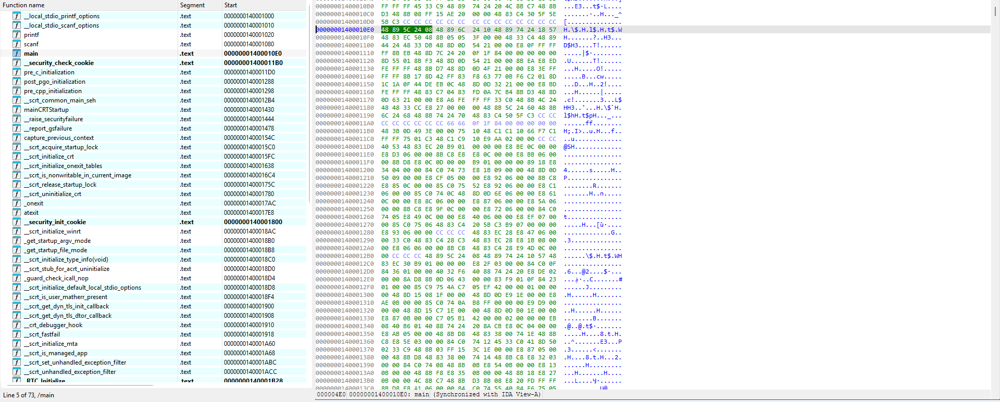 Function name Segment Start
__local_stdio_printf_options .text 0000000140001000
__local_stdio_scanf_options .text 0000000140001010
printf .text 0000000140001020
scanf .text 0000000140001080
main .text 00000001400010E0
__security_check_cookie .text 00000001400011B0
pre_c_initialization .text 00000001400011D0
post_pgo_initialization .text 0000000140001288
pre_cpp_initialization .text 0000000140001298
__scrt_common_main_seh .text 00000001400012B4
mainCRTStartup .text 0000000140001430
__raise_securityfailure .text 0000000140001444
__report_gsfailure .text 0000000140001478
capture_previous_context .text 000000014000154C
__scrt_acquire_startup_lock .text 00000001400015C0
__scrt_initialize_crt .text 00000001400015FC
__scrt_initialize_onexit_tables .text 0000000140001638
__scrt_is_nonwritable_in_current_image .text 00000001400016C4
__scrt_release_startup_lock .text 000000014000175C
__scrt_uninitialize_crt .text 0000000140001780
_onexit .text 00000001400017AC
atexit .text 00000001400017E8
__security_init_cookie .text 0000000140001800
__scrt_initialize_winrt .text 00000001400018AC
_get_startup_argv_mode .text 00000001400018B0
_get_startup_file_mode .text 00000001400018B8
__scrt_initialize_type_info(void) .text 00000001400018C0
__scrt_stub_for_acrt_uninitialize .text 00000001400018D0
_guard_check_icall_nop .text 00000001400018D4
__scrt_initialize_default_local_stdio_options .text 00000001400018D8
__scrt_is_user_matherr_present .text 00000001400018F4
__scrt_get_dyn_tls_init_callback .text 0000000140001900
__scrt_get_dyn_tls_dtor_callback .text 0000000140001908
__crt_debugger_hook .text 0000000140001910
__scrt_fastfail .text 0000000140001918
__scrt_initialize_mta .text 0000000140001A60
__scrt_is_managed_app .text 0000000140001A68
__scrt_set_unhandled_exception_filter .text 0000000140001ABC
__scrt_unhandled_exception_filter .text 0000000140001ACC
_RTC_Initialize .text 0000000140001B28
Line 5 of 73, /main
00000001400010B0 FF FF FF 45 33 C9 48 89 74 24 20 4C 8B C7 48 8B ...E3...t$·L....
00000001400010C0 D3 48 8B 08 FF 15 AE 20 00 00 48 83 C4 30 5F 5E
00000001400010D0 5B C3 CC CC CC CC CC CC CC CC CC CC CC CC CC CC [...............
00000001400010E0 48 89 5C 24 08 48 89 6C 24 10 48 89 74 24 18 57 H.\$.H.l$.H.t$.W
00000001400010F0 48 83 EC 50 48 8B 05 05 3F 00 00 48 33 C4 48 89 H.......?..H3...
0000000140001100 44 24 48 33 DB 48 8D 0D 54 21 00 00 E8 0F FF FF D$H3....T!......
0000000140001110 FF 8B EB 48 8D 7C 24 20 0F 1F 84 00 00 00 00 00 .....|$·........
0000000140001120 8D 55 01 8B F3 48 8D 0D 54 21 00 00 8B EA E8 ED .U......T!......
0000000140001130 FE FF FF 48 8B D7 48 8D 0D 4F 21 00 00 E8 3E FF ...H.....O!.....
0000000140001140 FF FF 8B 17 8D 42 FF 83 F8 63 77 0B F6 C2 01 8D .....B...cw.....
0000000140001150 1C 1A 0F 44 DE EB 0C 48 8D 0D 32 21 00 00 E8 BD ...D...H..2!....
0000000140001160 FE FF FF 48 83 C7 04 83 FD 0A 7C B4 8B D3 48 8D ...H......|.....
0000000140001170 0D 63 21 00 00 E8 A6 FE FF FF 33 C0 48 8B 4C 24 .c!.......3...L$
0000000140001180 48 48 33 CC E8 27 00 00 00 48 8B 5C 24 60 48 8B HH3..'...H.\$`H.
0000000140001190 6C 24 68 48 8B 74 24 70 48 83 C4 50 5F C3 CC CC l$hH.t$pH..._...
00000001400011A0 CC CC CC CC CC CC 66 66 0F 1F 84 00 00 00 00 00 ......ff........
00000001400011B0 48 3B 0D 49 3E 00 00 75 10 48 C1 C1 10 66 F7 C1 H;.I>..u.H...f..
00000001400011C0 FF FF 75 01 C3 48 C1 C9 10 E9 AA 02 00 00 CC CC ..u.............
00000001400011D0 40 53 48 83 EC 20 B9 01 00 00 00 E8 BE 0C 00 00 @SH.............
00000001400011E0 E8 D3 06 00 00 8B C8 E8 E8 0C 00 00 E8 BB 06 00 ................
00000001400011F0 00 8B D8 E8 0C 0D 00 00 B9 01 00 00 00 89 18 E8 ................
0000000140001200 34 04 00 00 84 C0 74 73 E8 1B 09 00 00 48 8D 0D 4......s.....H..
0000000140001210 50 09 00 00 E8 CF 05 00 00 E8 92 06 00 00 8B C8 P...............
0000000140001220 E8 85 0C 00 00 85 C0 75 52 E8 92 06 00 00 E8 C1 ........R.......
0000000140001230 06 00 00 85 C0 74 0C 48 8D 0D 6E 06 00 00 E8 61 .......H..n.....
0000000140001240 0C 00 00 E8 8C 06 00 00 E8 87 06 00 00 E8 5A 06 ................
0000000140001250 00 00 8B C8 E8 9F 0C 00 00 E8 72 06 00 00 84 C0 ................
0000000140001260 74 05 E8 49 0C 00 00 E8 40 06 00 00 E8 EF 07 00 t...............
0000000140001270 00 85 C0 75 06 48 83 C4 20 5B C3 B9 07 00 00 00
0000000140001280 E8 93 06 00 00 CC CC CC 48 83 EC 28 E8 47 06 00 .............G..
0000000140001290 00 33 C0 48 83 C4 28 C3 48 83 EC 28 E8 1B 08 00 .3..............
00000001400012A0 00 E8 06 06 00 00 8B C8 48 83 C4 28 E9 4D 0C 00 ................
00000001400012B0 00 CC CC CC 48 89 5C 24 08 48 89 74 24 10 57 48 ......\$.H.t$.WH
00000001400012C0 83 EC 30 B9 01 00 00 00 E8 2F 03 00 00 84 C0 0F ................
00000001400012D0 84 36 01 00 00 40 32 F6 40 88 74 24 20 E8 DE 02 .6...@2....$·...
00000001400012E0 00 00 8A D8 8B 0D 06 43 00 00 83 F9 01 0F 84 23
00000001400012F0 01 00 00 85 C9 75 4A C7 05 EF 42 00 00 01 00 00 ......J.........
0000000140001300 00 48 8D 15 08 1F 00 00 48 8D 0D E9 1E 00 00 E8 .H......H.......
0000000140001310 AE 0B 00 00 85 C0 74 0A B8 FF 00 00 00 E9 D9 00 ................
0000000140001320 00 00 48 8D 15 C7 1E 00 00 48 8D 0D B0 1E 00 00 ..H......H......
0000000140001330 E8 87 0B 00 00 C7 05 B1 42 00 00 02 00 00 00 EB ........B.......
0000000140001340 08 40 B6 01 40 88 74 24 20 8A CB E8 0C 04 00 00 .@..@.t$·.......
0000000140001350 E8 AB 05 00 00 48 8B D8 48 83 38 00 74 1E 48 8B .....H....8.t.H.
0000000140001360 C8 E8 5E 03 00 00 84 C0 74 12 45 33 C0 41 8D 50 ..^.......E3...P
0000000140001370 02 33 C9 48 8B 03 FF 15 3C 1E 00 00 E8 87 05 00 .3......<.......
0000000140001380 00 48 8B D8 48 83 38 00 74 14 48 8B C8 E8 32 03 .H....8.t.H...2.
0000000140001390 00 00 84 C0 74 08 48 8B 0B E8 54 0B 00 00 E8 13 ......H.........
00000001400013A0 0B 00 00 48 8B F8 E8 35 0B 00 00 48 8B 18 E8 27 ...H.......H....
00000001400013B0 0B 00 00 4C 8B C7 48 8B D3 8B 08 E8 20 FD FF FF
00000001400013C0 8B D8 E8 A1 06 00 00 84 C0 74 55 40 84 F6 75 05
000004E0 00000001400010E0: main (Synchronized with IDA View-A)